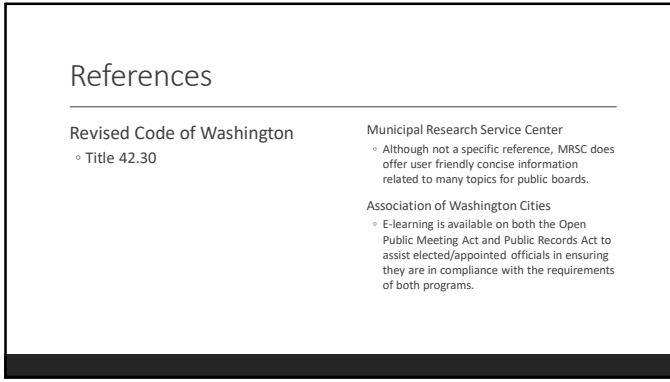 References
Revised Code of Washington
◦ Title 42.30
Municipal Research Service Center
◦ Although not a specific reference, MRSC does
offer user friendly concise information
related to many topics for public boards.
Association of Washington Cities
◦ E-learning is available on both the Open
Public Meeting Act and Public Records Act to
assist elected/appointed officials in ensuring
they are in compliance with the requirements
of both programs.